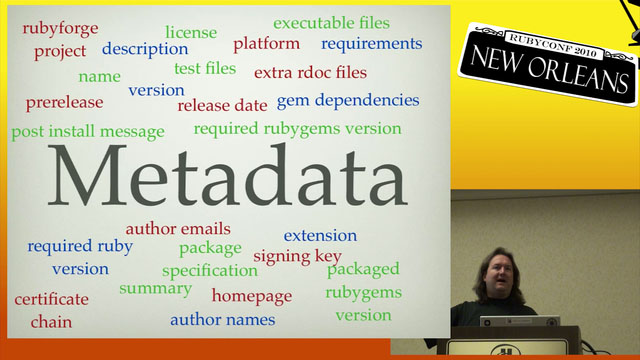 executable files
rubyforge project
license
platform
requirements
description
name
test files
extra rdoc files
version
prerelease
release date
gem dependencies
post install message
required rubygems version
Metadata
author emails
extension
required ruby version
package specification
signing key
packaged rubygems version
summary
homepage
certificate chain
author names
RUBYCONF 2010
NEW ORLEANS